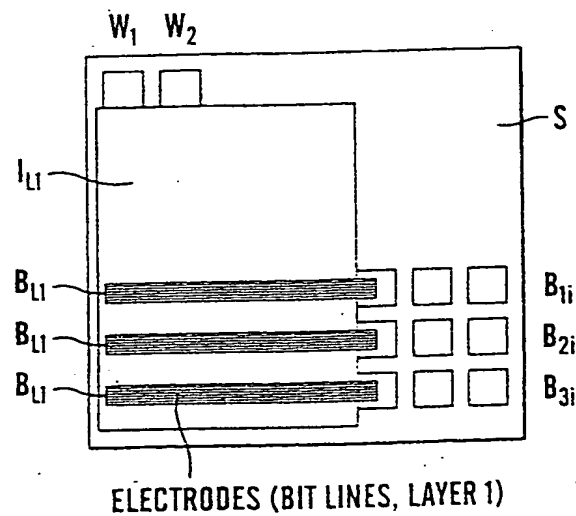 W1 W2
S
IL1
BL1 B1i
BL1 B2i
BL1 B3i
ELECTRODES (BIT LINES, LAYER 1)